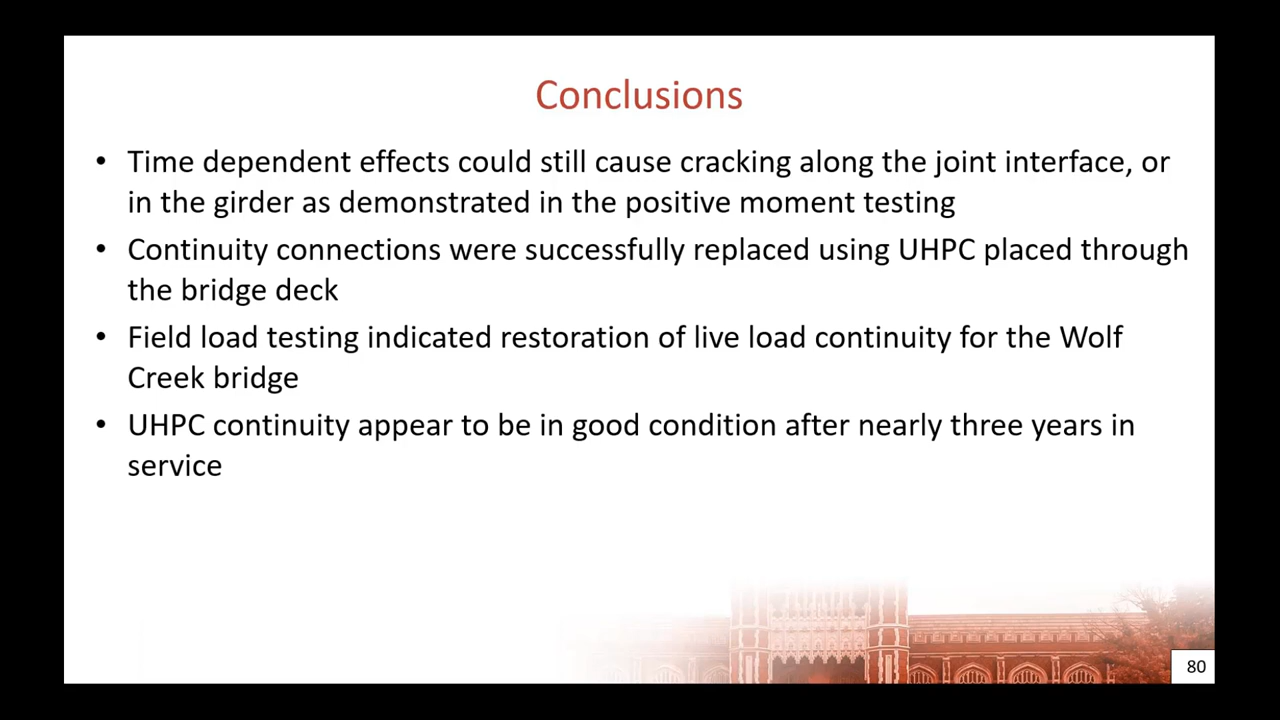 Conclusions
• Time dependent effects could still cause cracking along the joint interface, or
in the girder as demonstrated in the positive moment testing
• Continuity connections were successfully replaced using UHPC placed through
the bridge deck
• Field load testing indicated restoration of live load continuity for the Wolf
Creek bridge
• UHPC continuity appear to be in good condition after nearly three years in
service
80